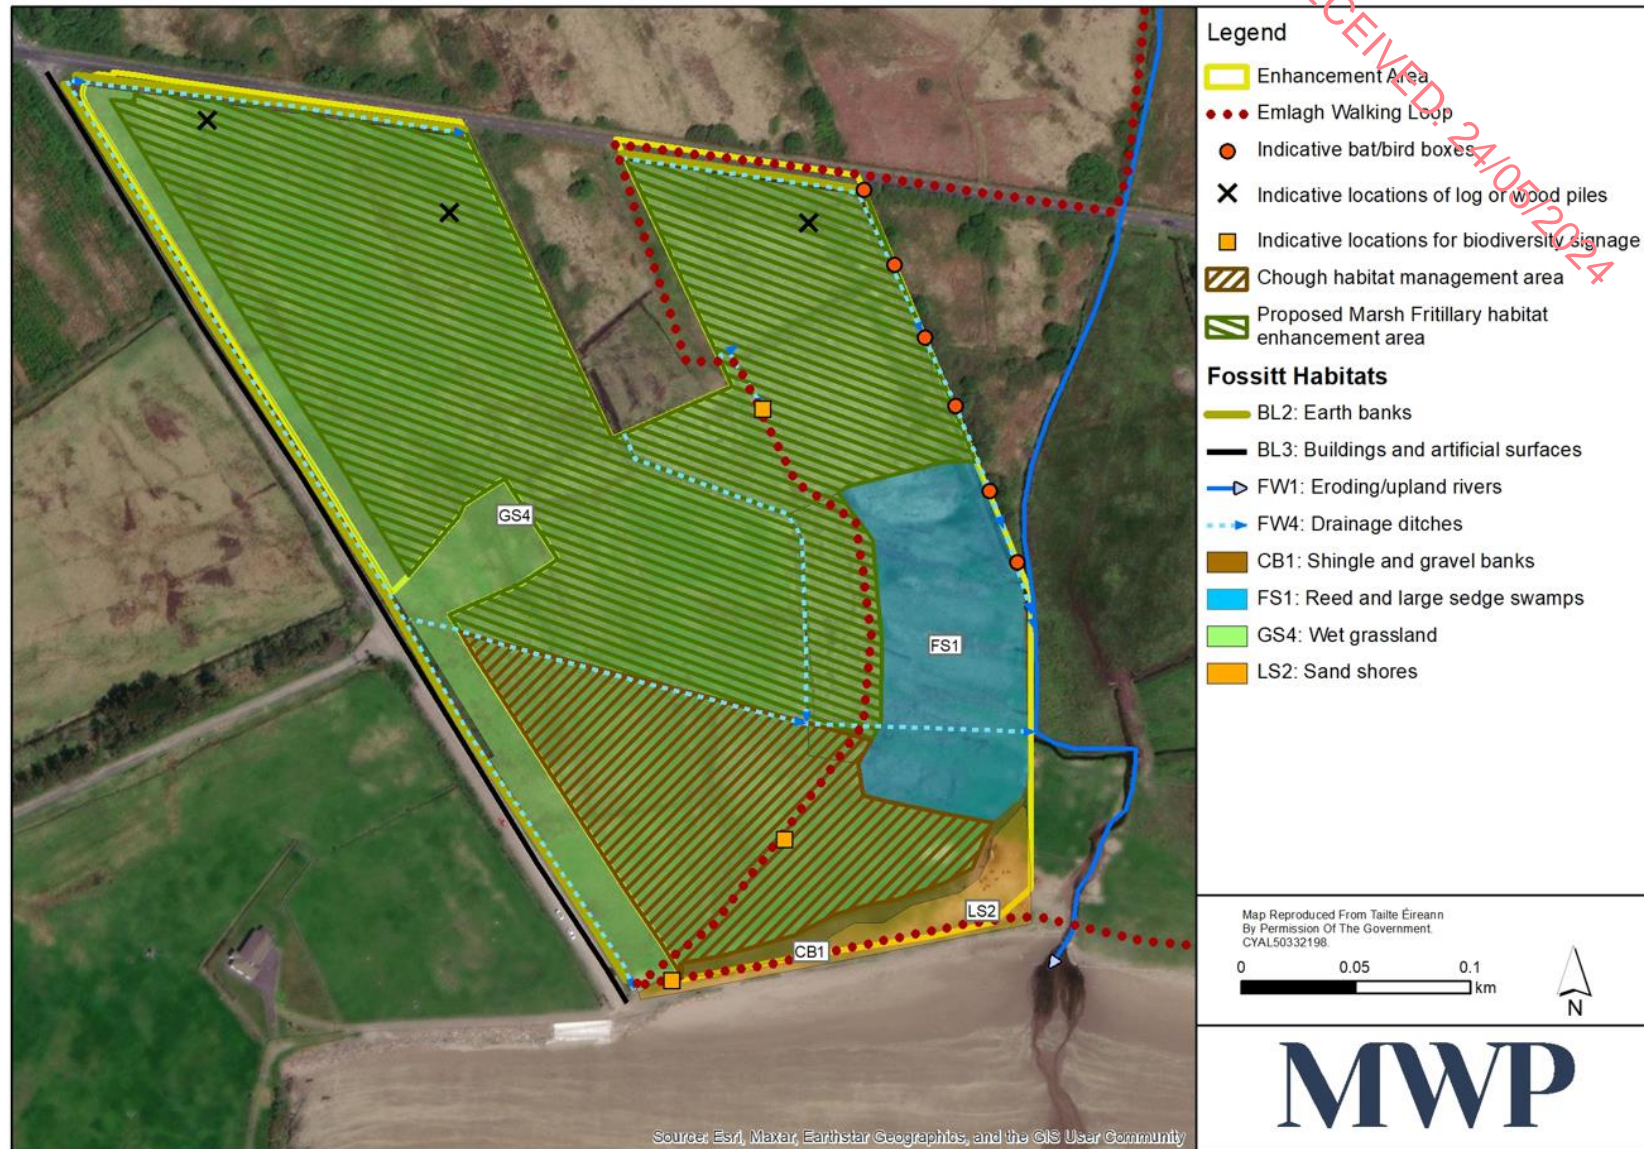 RECEIVED: 24/05/2024
Legend
Enhancement Area
Emlagh Walking Loop
Indicative bat/bird boxes
Indicative locations of log or wood piles
Indicative locations for biodiversity signage
Chough habitat management area
Proposed Marsh Fritillary habitat
enhancement area
Fossitt Habitats
BL2: Earth banks
BL3: Buildings and artificial surfaces
FW1: Eroding/upland rivers
FW4: Drainage ditches
CB1: Shingle and gravel banks
FS1: Reed and large sedge swamps
GS4: Wet grassland
LS2: Sand shores
GS4
FS1
LS2
CB1
Map Reproduced From Tailte Éireann
By Permission Of The Government.
CYAL50332198.
0 0.05 0.1
km
N
MWP
Source: Esri, Maxar, Earthstar Geographics, and the GIS User Community